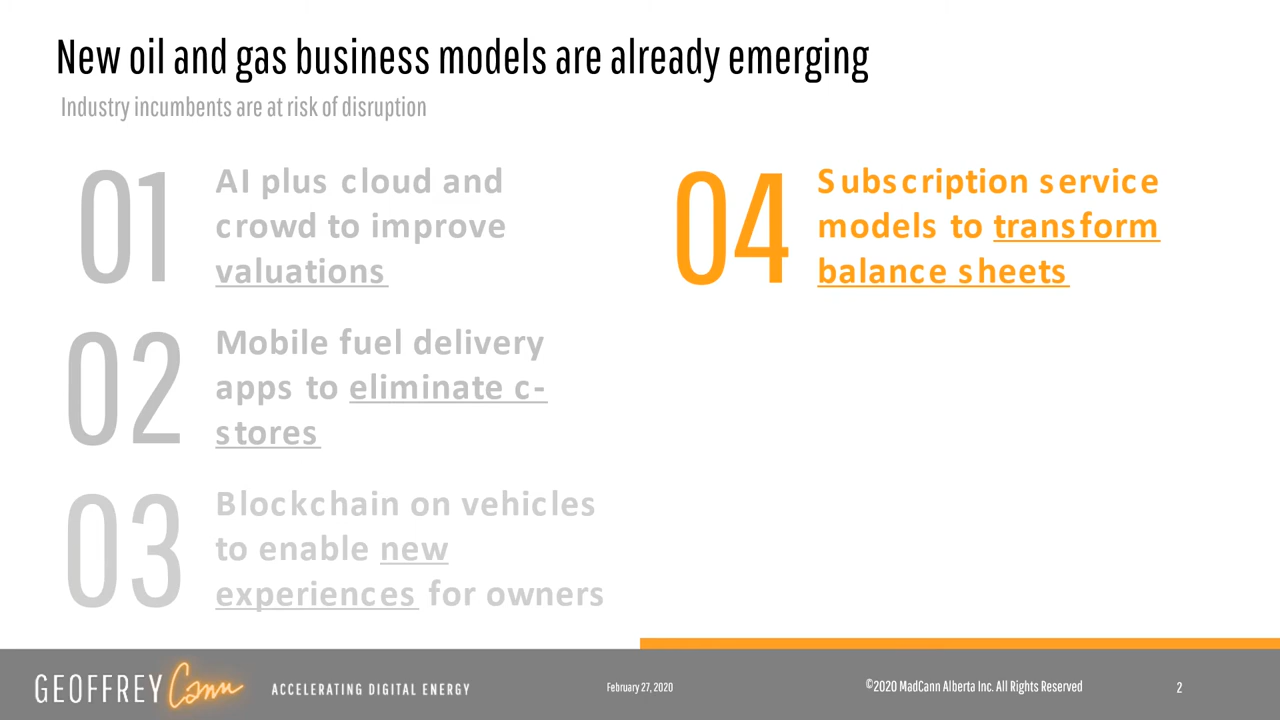 New oil and gas business models are already emerging
Industry incumbents are at risk of disruption
01
AI plus cloud and
crowd to improve
valuations
02
Mobile fuel delivery
apps to eliminate c-
stores
03
Blockchain on vehicles
to enable new
experiences for owners
04
Subscription service
models to transform
balance sheets
GEOFFREY Cann
ACCELERATING DIGITAL ENERGY
February 27, 2020
©2020 MadCann Alberta Inc. All Rights Reserved
2